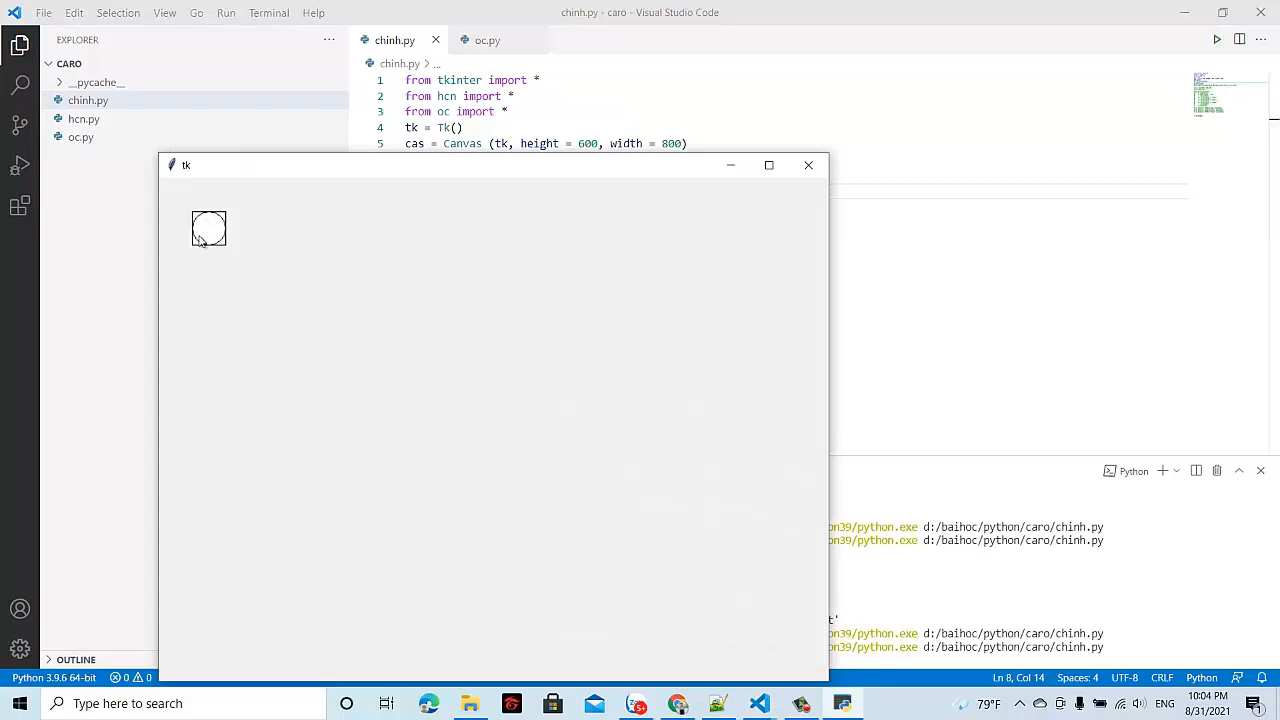 File Edit Selection View Go Run Terminal Help
chinh.py - caro - Visual Studio Code
EXPLORER
chinh.py
oc.py
CARO
chinh.py > ...
__pycache__
chinh.py
hcn.py
oc.py
1 from tkinter import *
2 from hcn import *
3 from oc import *
4 tk = Tk()
5 cas = Canvas (tk, height = 600, width = 800)
tk
Python
on39/python.exe d:/baihoc/python/caro/chinh.py
on39/python.exe d:/baihoc/python/caro/chinh.py
t'
on39/python.exe d:/baihoc/python/caro/chinh.py
on39/python.exe d:/baihoc/python/caro/chinh.py
OUTLINE
Python 3.9.6 64-bit 0 0
Ln 8, Col 14 Spaces: 4 UTF-8 CRLF Python
Type here to search
5+
79°F
ENG
10:04 PM
8/31/2021
1